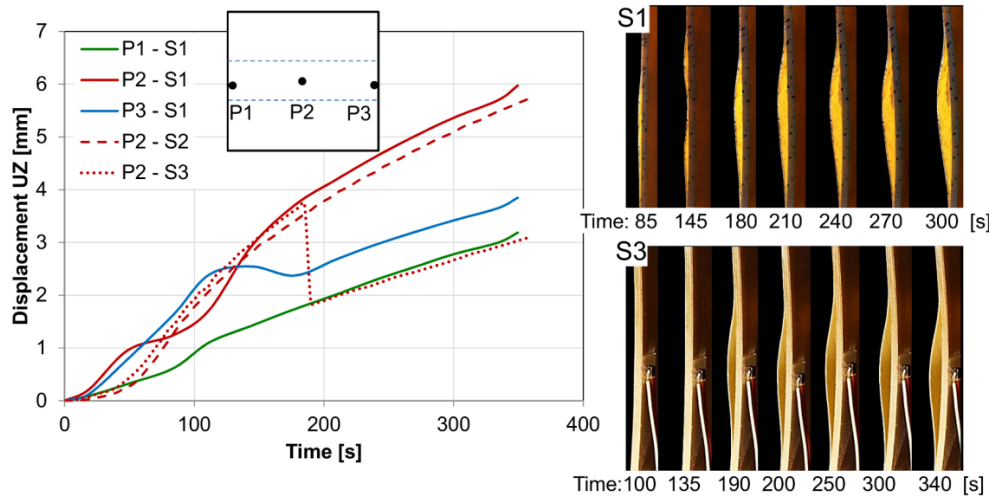 7
6
5
4
3
2
1
0
Displacement UZ [mm]
P1 - S1
P2 - S1
P3 - S1
P2 - S2
P2 - S3
P1
P2
P3
0
100
200
300
400
Time [s]
S1
Time: 85 145 180 210 240 270 300 [s]
S3
Time: 100 135 190 200 250 300 340 [s]